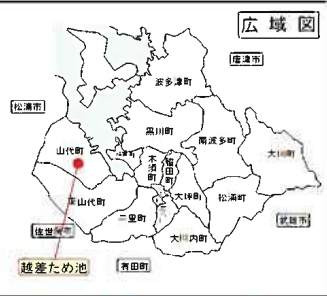 広域図
唐津市
波多津町
松浦市
黒川町
南波多町
山代町
大川町
木須町
脇田町
東山代町
大坪町
松浦町
二里町
武雄市
佐世保市
大川内町
越差ため池
有田町